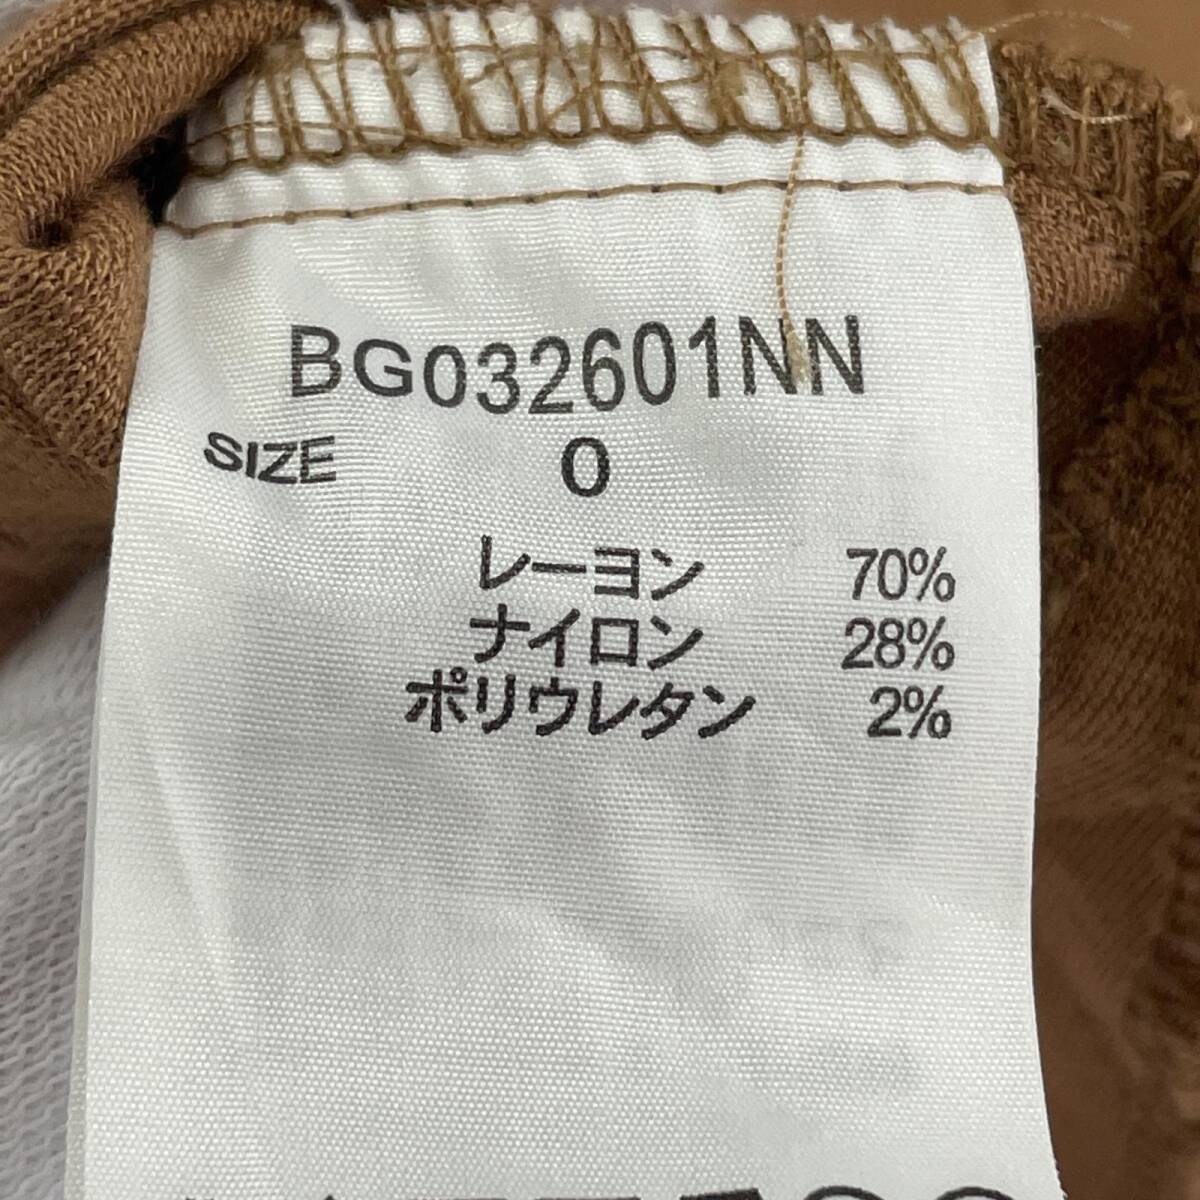 BG032601NN
SIZE 0
レーヨン 70%
ナイロン 28%
ポリウレタン 2%